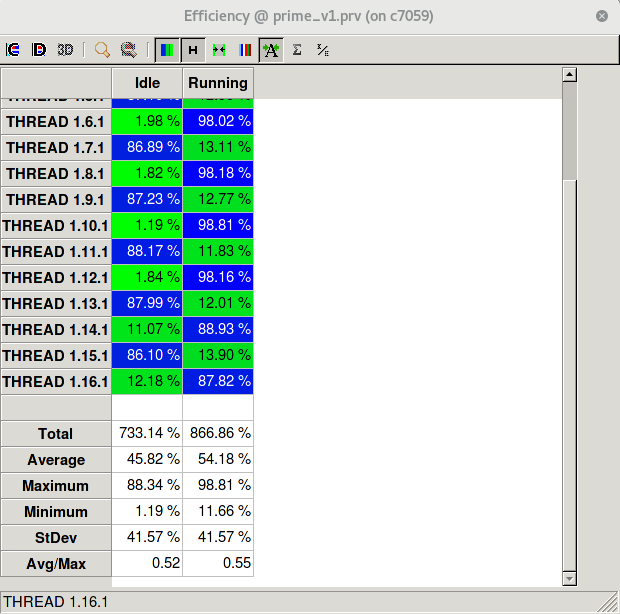 Efficiency @ prime_v1.prv (on c7059)
C D 3D H A Σ
Idle Running
THREAD 1.6.1 1.98 % 98.02 %
THREAD 1.7.1 86.89 % 13.11 %
THREAD 1.8.1 1.82 % 98.18 %
THREAD 1.9.1 87.23 % 12.77 %
THREAD 1.10.1 1.19 % 98.81 %
THREAD 1.11.1 88.17 % 11.83 %
THREAD 1.12.1 1.84 % 98.16 %
THREAD 1.13.1 87.99 % 12.01 %
THREAD 1.14.1 11.07 % 88.93 %
THREAD 1.15.1 86.10 % 13.90 %
THREAD 1.16.1 12.18 % 87.82 %
Total 733.14 % 866.86 %
Average 45.82 % 54.18 %
Maximum 88.34 % 98.81 %
Minimum 1.19 % 11.66 %
StDev 41.57 % 41.57 %
Avg/Max 0.52 0.55
THREAD 1.16.1